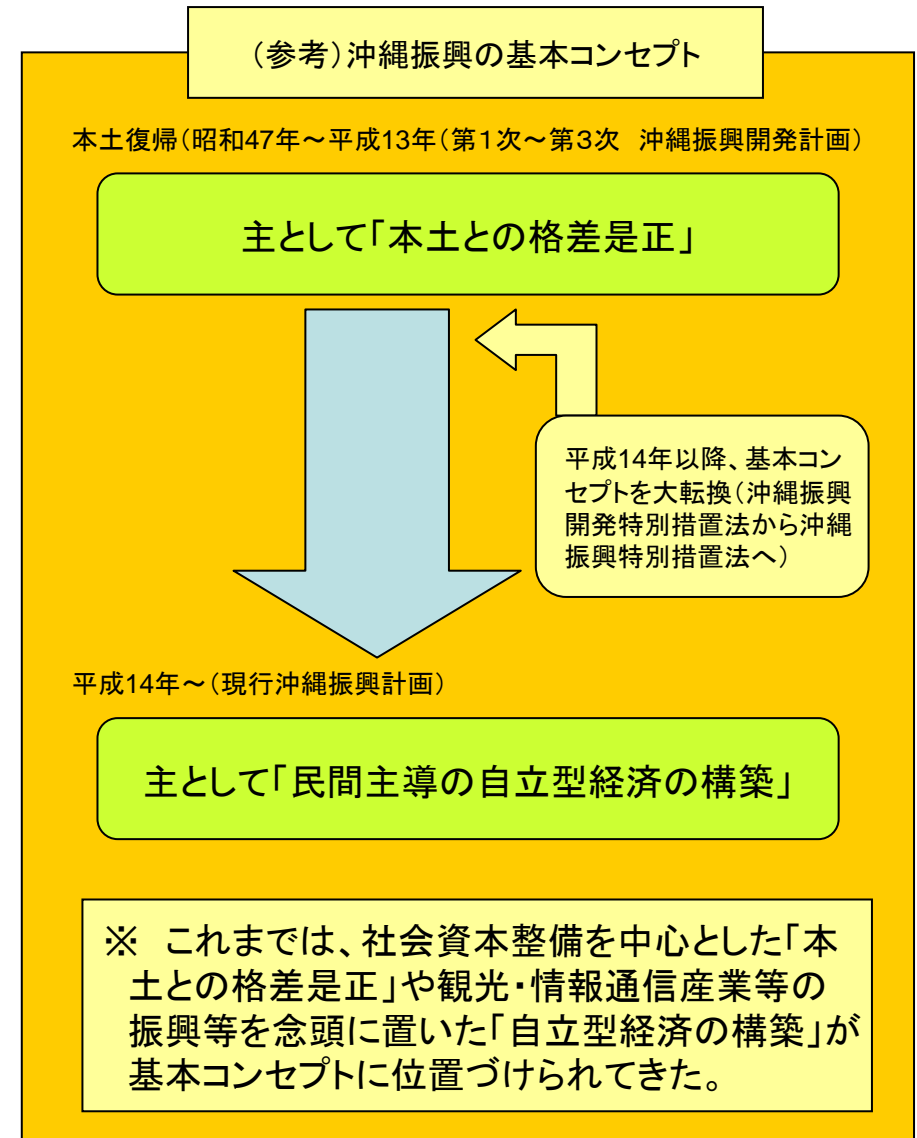 （参考）沖縄振興の基本コンセプト
本土復帰（昭和47年～平成13年（第１次～第３次　沖縄振興開発計画）
主として「本土との格差是正」
平成14年以降、基本コン
セプトを大転換（沖縄振興
開発特別措置法から沖縄
振興特別措置法へ）
平成14年～（現行沖縄振興計画）
主として「民間主導の自立型経済の構築」
※　これまでは、社会資本整備を中心とした「本
土との格差是正」や観光・情報通信産業等の
振興等を念頭に置いた「自立型経済の構築」が
基本コンセプトに位置づけられてきた。